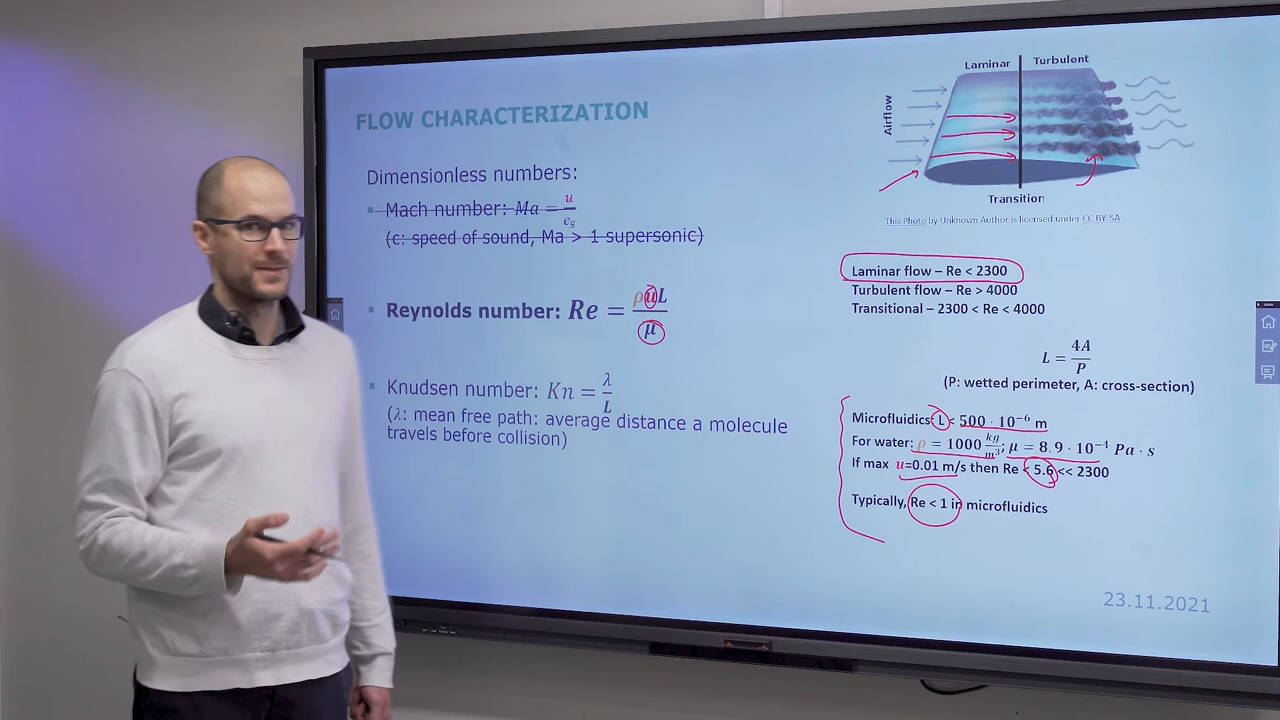 FLOW CHARACTERIZATION
Dimensionless numbers:
Mach number: Ma = u/cₛ
(c: speed of sound, Ma > 1 supersonic)
Reynolds number: Re = ρuL/μ
Knudsen number: Kn = λ/L
(λ: mean free path: average distance a molecule
travels before collision)
Laminar Turbulent
Airflow
Transition
This Photo by Unknown Author is licensed under CC BY-SA
Laminar flow – Re < 2300
Turbulent flow – Re > 4000
Transitional – 2300 < Re < 4000
L = 4A/P
(P: wetted perimeter, A: cross-section)
Microfluidics: L < 500 · 10⁻⁶ m
For water: ρ = 1000 kg/m³; μ = 8.9 · 10⁻⁴ Pa · s
If max u=0.01 m/s then Re < 5.6 << 2300
Typically, Re < 1 in microfluidics
23.11.2021